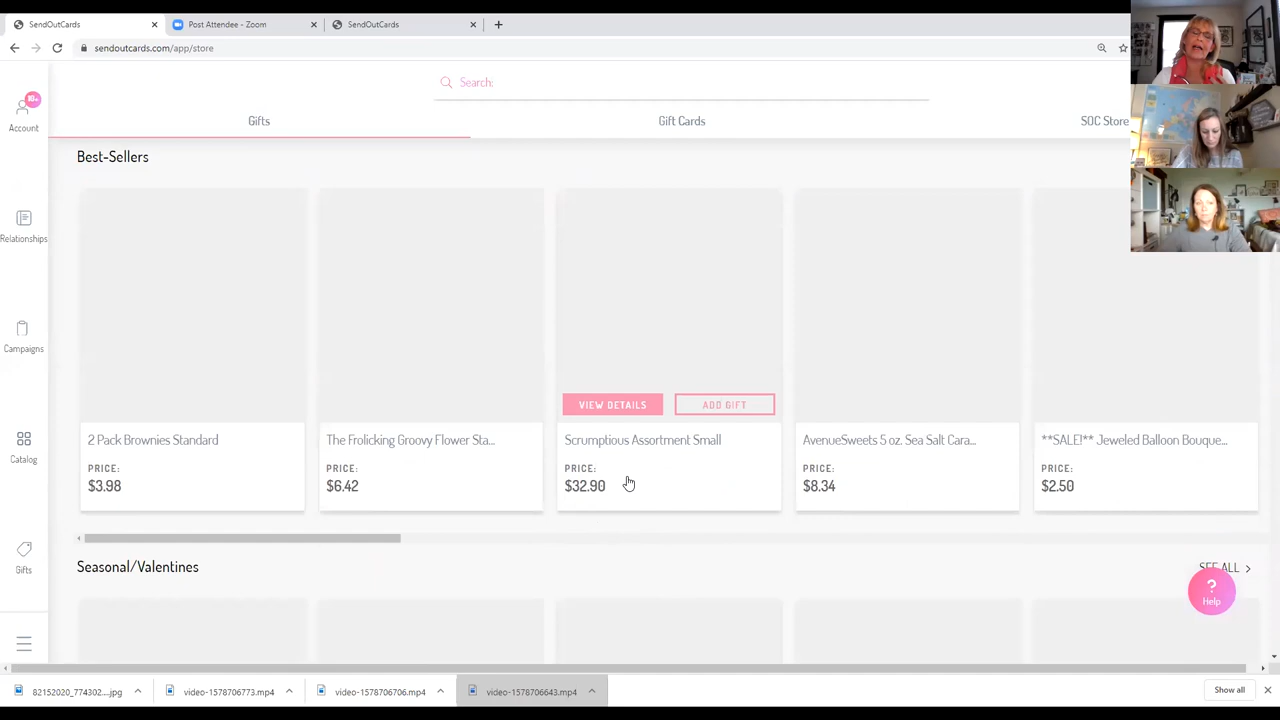 SendOutCards
Post Attendee - Zoom
SendOutCards
sendoutcards.com/app/store
Search:
10+
Account
Gifts
Gift Cards
SOC Store
Best-Sellers
Relationships
Campaigns
VIEW DETAILS
ADD GIFT
2 Pack Brownies Standard
The Frolicking Groovy Flower Sta...
Scrumptious Assortment Small
AvenueSweets 5 oz. Sea Salt Cara...
**SALE!** Jeweled Balloon Bouque...
Catalog
PRICE:
PRICE:
PRICE:
PRICE:
PRICE:
$3.98
$6.42
$32.90
$8.34
$2.50
Gifts
Seasonal/Valentines
SEE ALL
?
Help
82152020_774302....jpg
video-1578706773.mp4
video-1578706706.mp4
video-1578706643.mp4
Show all